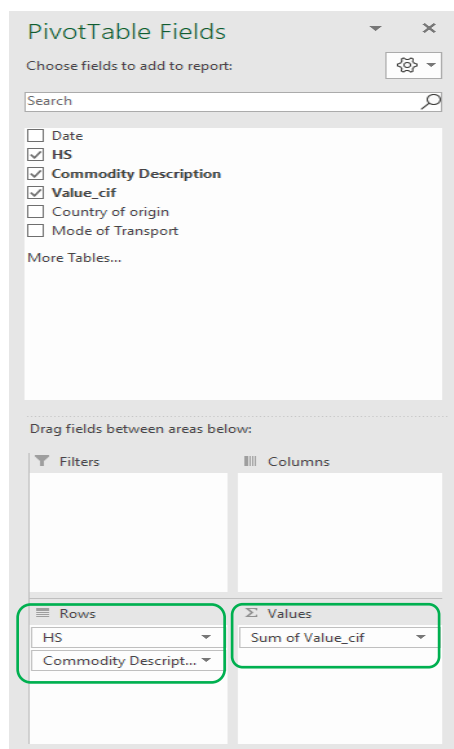 PivotTable Fields
Choose fields to add to report:
Search
Date
HS
Commodity Description
Value_cif
Country of origin
Mode of Transport
More Tables...
Drag fields between areas below:
Filters
Columns
Rows
Σ Values
HS
Sum of Value_cif
Commodity Descript...